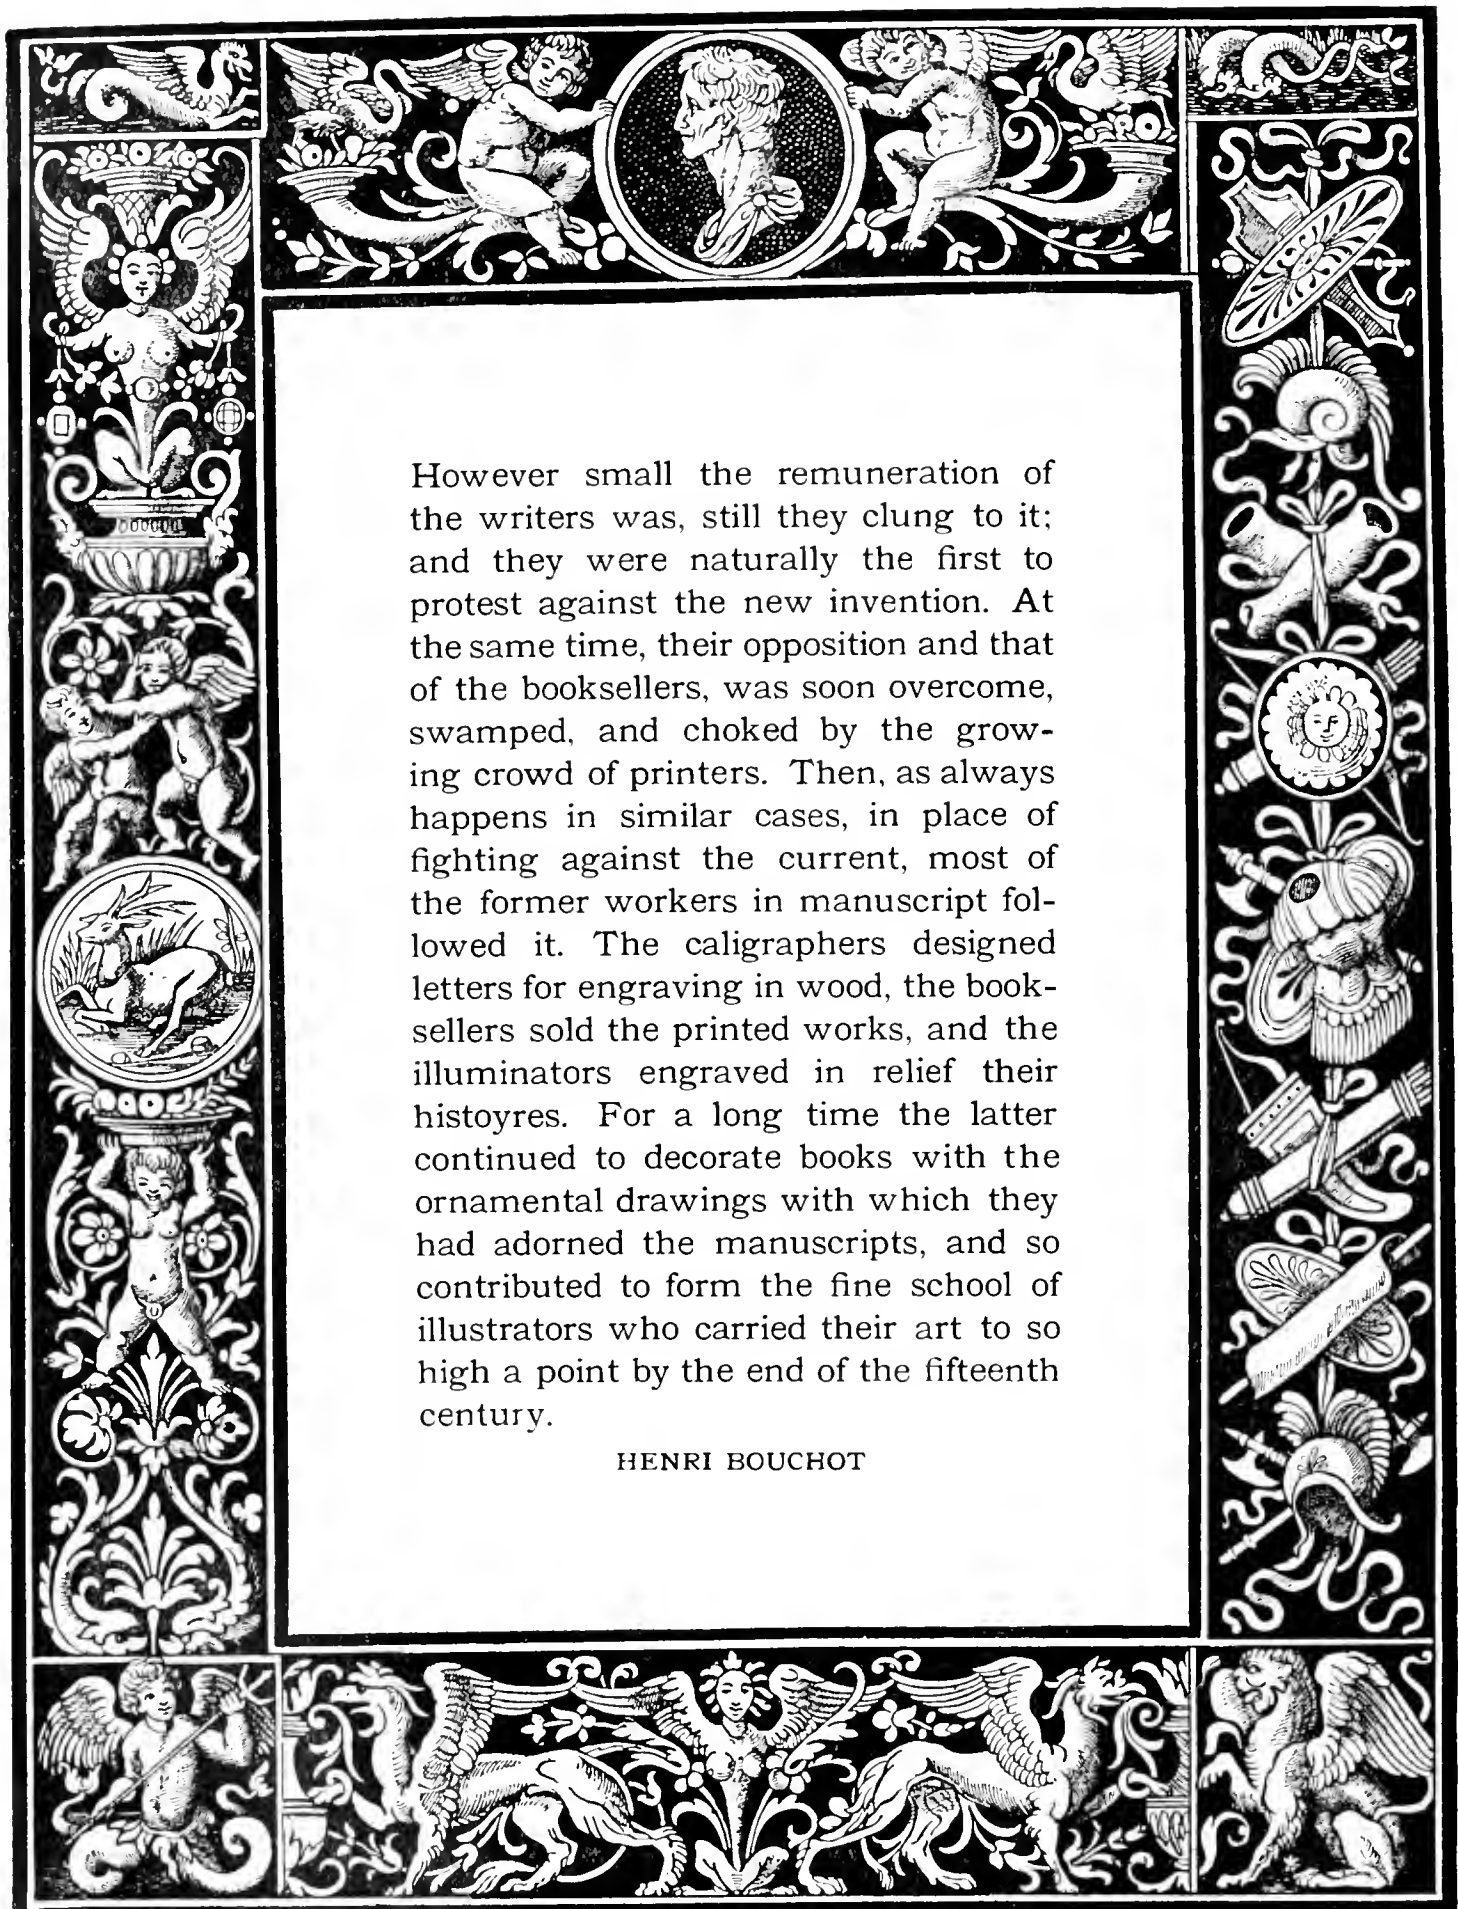 However small the remuneration of
the writers was, still they clung to it;
and they were naturally the first to
protest against the new invention. At
the same time, their opposition and that
of the booksellers, was soon overcome,
swamped, and choked by the grow-
ing crowd of printers. Then, as always
happens in similar cases, in place of
fighting against the current, most of
the former workers in manuscript fol-
lowed it. The caligraphers designed
letters for engraving in wood, the book-
sellers sold the printed works, and the
illuminators engraved in relief their
histoyres. For a long time the latter
continued to decorate books with the
ornamental drawings with which they
had adorned the manuscripts, and so
contributed to form the fine school of
illustrators who carried their art to so
high a point by the end of the fifteenth
century.
HENRI BOUCHOT